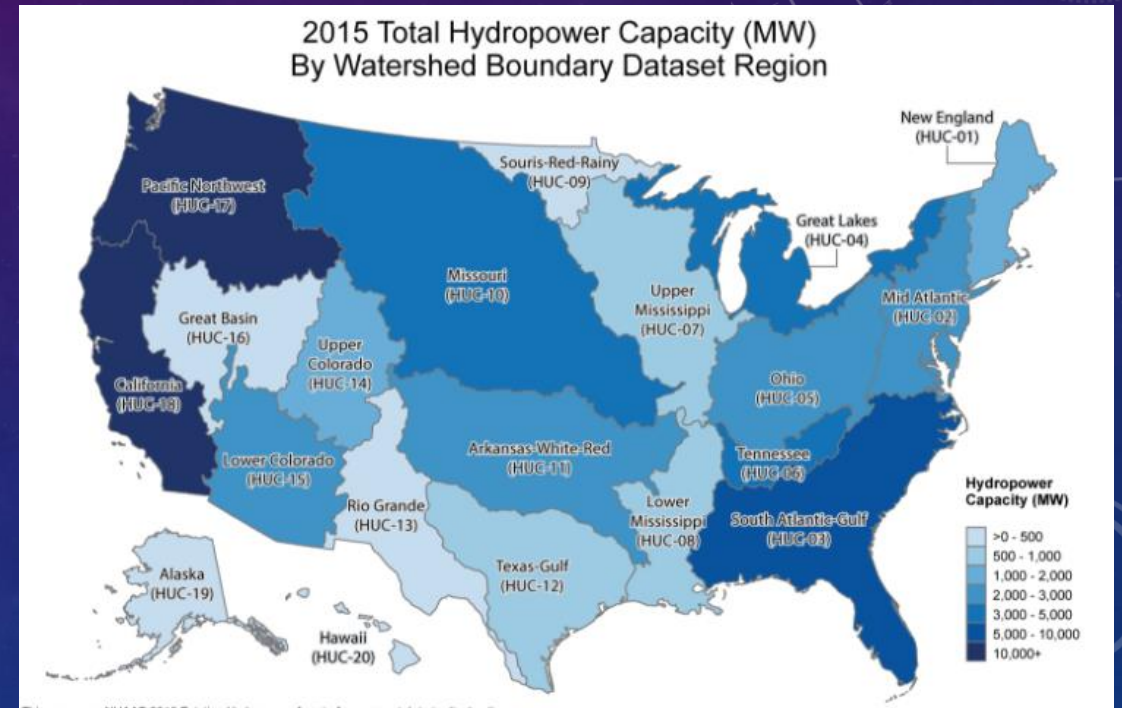 2015 Total Hydropower Capacity (MW)
By Watershed Boundary Dataset Region
New England
(HUC-01)
Souris-Red-Rainy
(HUC-09)
Pacific Northwest
(HUC-17)
Great Lakes
(HUC-04)
Missouri
(HUC-10)
Upper
Mississippi
(HUC-07)
Mid Atlantic
(HUC-02)
Great Basin
(HUC-16)
Upper
Colorado
(HUC-14)
California
(HUC-18)
Ohio
(HUC-05)
Arkansas-White-Red
(HUC-11)
Tennessee
(HUC-06)
Lower Colorado
(HUC-15)
Rio Grande
(HUC-13)
Lower
Mississippi
(HUC-08)
South Atlantic-Gulf
(HUC-03)
Texas-Gulf
(HUC-12)
Alaska
(HUC-19)
Hawaii
(HUC-20)
Hydropower
Capacity (MW)
>0 - 500
500 - 1,000
1,000 - 2,000
2,000 - 3,000
3,000 - 5,000
5,000 - 10,000
10,000+